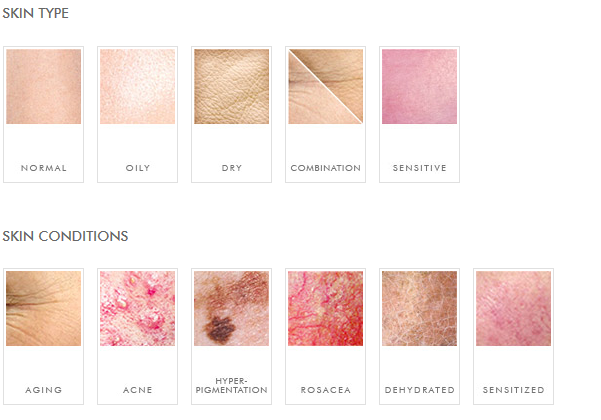 SKIN TYPE
NORMAL
OILY
DRY
COMBINATION
SENSITIVE
SKIN CONDITIONS
AGING
ACNE
HYPER-
PIGMENTATION
ROSACEA
DEHYDRATED
SENSITIZED